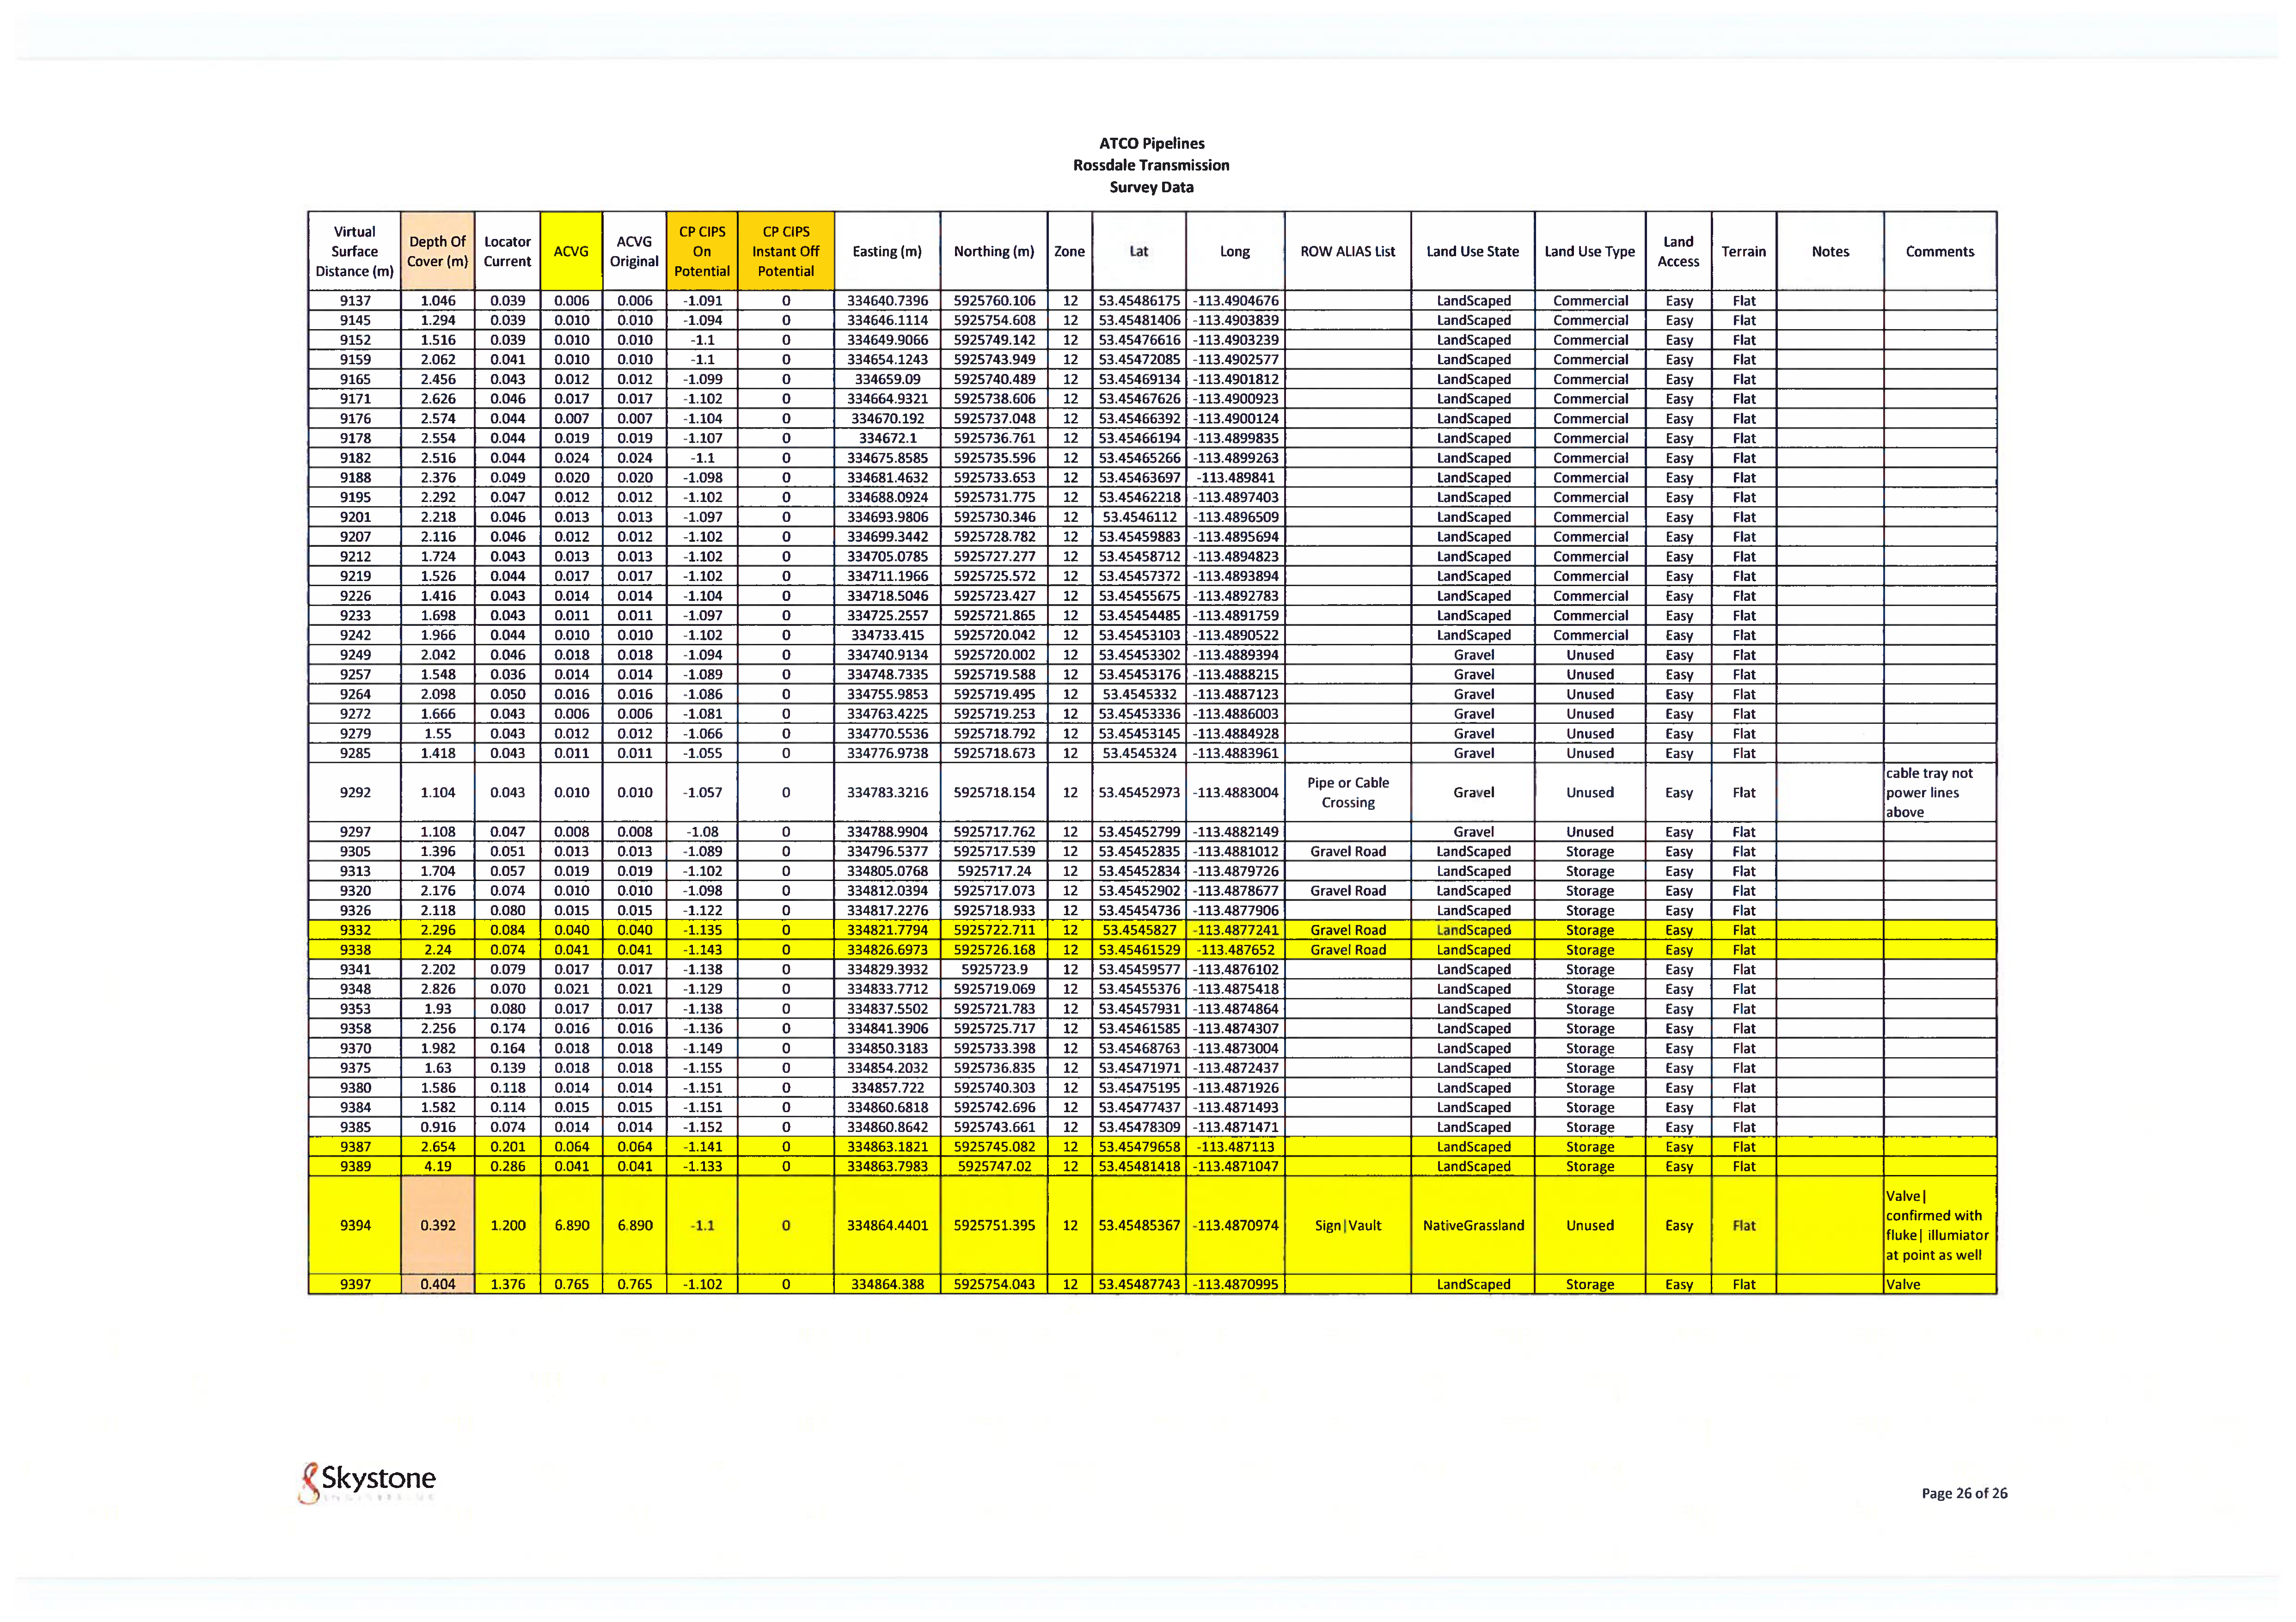 ATCO Pipelines
Rossdale Transmission
Survey Data
Virtual Surface Distance (m) Depth Of Cover (m) Locator Current ACVG ACVG Original CP CIPS On Potential CP CIPS Instant Off Potential Easting (m) Northing (m) Zone Lat Long ROW ALIAS List Land Use State Land Use Type Land Access Terrain Notes Comments
9137 1.046 0.039 0.006 0.006 -1.091 0 334640.7396 5925760.106 12 53.45486175 -113.4904676 LandScaped Commercial Easy Flat
9145 1.294 0.039 0.010 0.010 -1.094 0 334646.1114 5925754.608 12 53.45481406 -113.4903839 LandScaped Commercial Easy Flat
9152 1.516 0.039 0.010 0.010 -1.1 0 334649.9066 5925749.142 12 53.45476616 -113.4903239 LandScaped Commercial Easy Flat
9159 2.062 0.041 0.010 0.010 -1.1 0 334654.1243 5925743.949 12 53.45472085 -113.4902577 LandScaped Commercial Easy Flat
9165 2.456 0.043 0.012 0.012 -1.099 0 334659.09 5925740.489 12 53.45469134 -113.4901812 LandScaped Commercial Easy Flat
9171 2.626 0.046 0.017 0.017 -1.102 0 334664.9321 5925738.606 12 53.45467626 -113.4900923 LandScaped Commercial Easy Flat
9176 2.574 0.044 0.007 0.007 -1.104 0 334670.192 5925737.048 12 53.45466392 -113.4900124 LandScaped Commercial Easy Flat
9178 2.554 0.044 0.019 0.019 -1.107 0 334672.1 5925736.761 12 53.45466194 -113.4899835 LandScaped Commercial Easy Flat
9182 2.516 0.044 0.024 0.024 -1.1 0 334675.8585 5925735.596 12 53.45465266 -113.4899263 LandScaped Commercial Easy Flat
9188 2.376 0.049 0.020 0.020 -1.098 0 334681.4632 5925733.653 12 53.45463697 -113.489841 LandScaped Commercial Easy Flat
9195 2.292 0.047 0.012 0.012 -1.102 0 334688.0924 5925731.775 12 53.45462218 -113.4897403 LandScaped Commercial Easy Flat
9201 2.218 0.046 0.013 0.013 -1.097 0 334693.9806 5925730.346 12 53.4546112 -113.4896509 LandScaped Commercial Easy Flat
9207 2.116 0.046 0.012 0.012 -1.102 0 334699.3442 5925728.782 12 53.45459883 -113.4895694 LandScaped Commercial Easy Flat
9212 1.724 0.043 0.013 0.013 -1.102 0 334705.0785 5925727.277 12 53.45458712 -113.4894823 LandScaped Commercial Easy Flat
9219 1.526 0.044 0.017 0.017 -1.102 0 334711.1966 5925725.572 12 53.45457372 -113.4893894 LandScaped Commercial Easy Flat
9226 1.416 0.043 0.014 0.014 -1.104 0 334718.5046 5925723.427 12 53.45455675 -113.4892783 LandScaped Commercial Easy Flat
9233 1.698 0.043 0.011 0.011 -1.097 0 334725.2557 5925721.865 12 53.45454485 -113.4891759 LandScaped Commercial Easy Flat
9242 1.966 0.044 0.010 0.010 -1.102 0 334733.415 5925720.042 12 53.45453103 -113.4890522 LandScaped Commercial Easy Flat
9249 2.042 0.046 0.018 0.018 -1.094 0 334740.9134 5925720.002 12 53.45453302 -113.4889394 Gravel Unused Easy Flat
9257 1.548 0.036 0.014 0.014 -1.089 0 334748.7335 5925719.588 12 53.45453176 -113.4888215 Gravel Unused Easy Flat
9264 2.098 0.050 0.016 0.016 -1.086 0 334755.9853 5925719.495 12 53.4545332 -113.4887123 Gravel Unused Easy Flat
9272 1.666 0.043 0.006 0.006 -1.081 0 334763.4225 5925719.253 12 53.45453336 -113.4886003 Gravel Unused Easy Flat
9279 1.55 0.043 0.012 0.012 -1.066 0 334770.5536 5925718.792 12 53.45453145 -113.4884928 Gravel Unused Easy Flat
9285 1.418 0.043 0.011 0.011 -1.055 0 334776.9738 5925718.673 12 53.4545324 -113.4883961 Gravel Unused Easy Flat
9292 1.104 0.043 0.010 0.010 -1.057 0 334783.3216 5925718.154 12 53.45452973 -113.4883004 Pipe or Cable Crossing Gravel Unused Easy Flat cable tray not power lines above
9297 1.108 0.047 0.008 0.008 -1.08 0 334788.9904 5925717.762 12 53.45452799 -113.4882149 Gravel Unused Easy Flat
9305 1.396 0.051 0.013 0.013 -1.089 0 334796.5377 5925717.539 12 53.45452835 -113.4881012 Gravel Road LandScaped Storage Easy Flat
9313 1.704 0.057 0.019 0.019 -1.102 0 334805.0768 5925717.24 12 53.45452834 -113.4879726 LandScaped Storage Easy Flat
9320 2.176 0.074 0.010 0.010 -1.098 0 334812.0394 5925717.073 12 53.45452902 -113.4878677 Gravel Road LandScaped Storage Easy Flat
9326 2.118 0.080 0.015 0.015 -1.122 0 334817.2276 5925718.933 12 53.45454736 -113.4877906 LandScaped Storage Easy Flat
9332 2.296 0.084 0.040 0.040 -1.135 0 334821.7794 5925722.711 12 53.4545827 -113.4877241 Gravel Road LandScaped Storage Easy Flat
9338 2.24 0.074 0.041 0.041 -1.143 0 334826.6973 5925726.168 12 53.45461529 -113.487652 Gravel Road LandScaped Storage Easy Flat
9341 2.202 0.079 0.017 0.017 -1.138 0 334829.3932 5925723.9 12 53.45459577 -113.4876102 LandScaped Storage Easy Flat
9348 2.826 0.070 0.021 0.021 -1.129 0 334833.7712 5925719.069 12 53.45455376 -113.4875418 LandScaped Storage Easy Flat
9353 1.93 0.080 0.017 0.017 -1.138 0 334837.5502 5925721.783 12 53.45457931 -113.4874864 LandScaped Storage Easy Flat
9358 2.256 0.174 0.016 0.016 -1.136 0 334841.3906 5925725.717 12 53.45461585 -113.4874307 LandScaped Storage Easy Flat
9370 1.982 0.164 0.018 0.018 -1.149 0 334850.3183 5925733.398 12 53.45468763 -113.4873004 LandScaped Storage Easy Flat
9375 1.63 0.139 0.018 0.018 -1.155 0 334854.2032 5925736.835 12 53.45471971 -113.4872437 LandScaped Storage Easy Flat
9380 1.586 0.118 0.014 0.014 -1.151 0 334857.722 5925740.303 12 53.45475195 -113.4871926 LandScaped Storage Easy Flat
9384 1.582 0.114 0.015 0.015 -1.151 0 334860.6818 5925742.696 12 53.45477437 -113.4871493 LandScaped Storage Easy Flat
9385 0.916 0.074 0.014 0.014 -1.152 0 334860.8642 5925743.661 12 53.45478309 -113.4871471 LandScaped Storage Easy Flat
9387 2.654 0.201 0.064 0.064 -1.141 0 334863.1821 5925745.082 12 53.45479658 -113.487113 LandScaped Storage Easy Flat
9389 4.19 0.286 0.041 0.041 -1.133 0 334863.7983 5925747.02 12 53.45481418 -113.4871047 LandScaped Storage Easy Flat
9394 0.392 1.200 6.890 6.890 -1.1 0 334864.4401 5925751.395 12 53.45485367 -113.4870974 Sign|Vault NativeGrassland Unused Easy Flat Valve| confirmed with fluke| illumiator at point as well
9397 0.404 1.376 0.765 0.765 -1.102 0 334864.388 5925754.043 12 53.45487743 -113.4870995 LandScaped Storage Easy Flat Valve
Skystone
Page 26 of 26